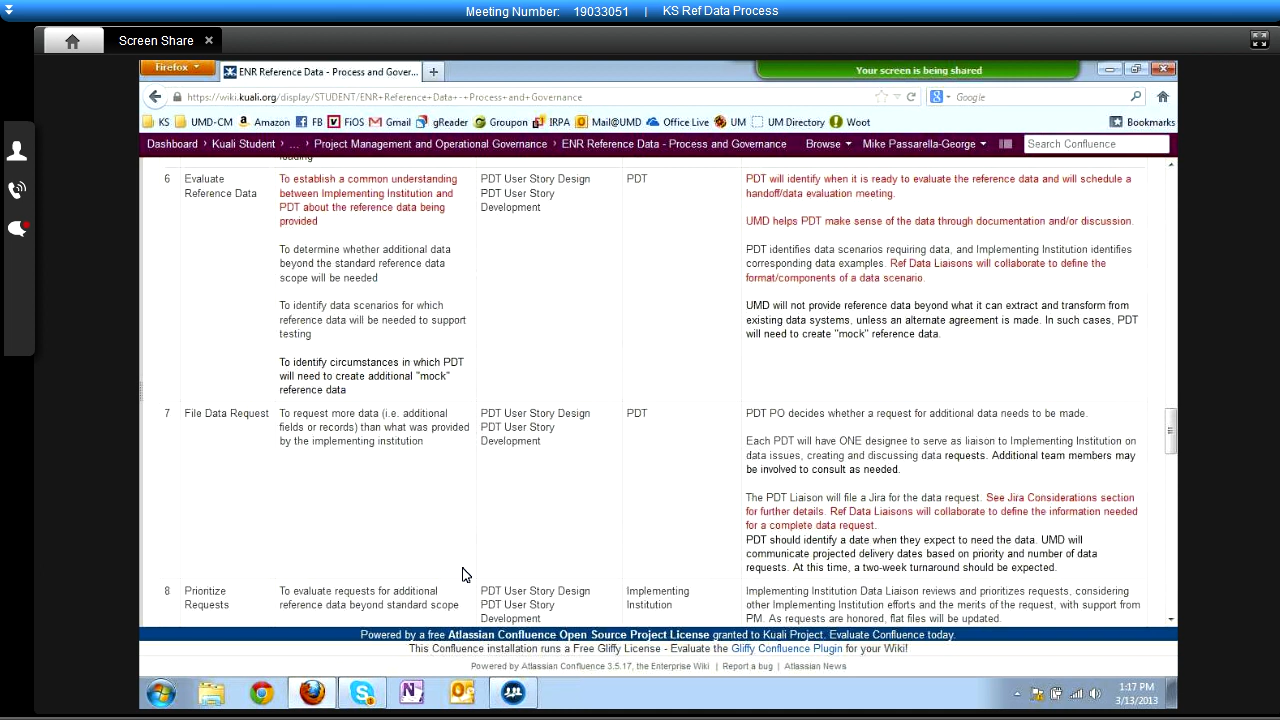 Meeting Number: 19033051 | KS Ref Data Process
Screen Share
Firefox
ENR Reference Data - Process and Gover...
Your screen is being shared
https://wiki.kuali.org/display/STUDENT/ENR+Reference+Data+-+Process+and+Governance
Google
KS UMD-CM Amazon FB FiOS Gmail gReader Groupon IRPA Mail@UMD Office Live UM UM Directory Woot Bookmarks
Dashboard > Kuali Student > ... > Project Management and Operational Governance > ENR Reference Data - Process and Governance Browse Mike Passarella-George Search Confluence
loading
6
Evaluate
Reference Data
To establish a common understanding
between Implementing Institution and
PDT about the reference data being
provided
To determine whether additional data
beyond the standard reference data
scope will be needed
To identify data scenarios for which
reference data will be needed to support
testing
To identify circumstances in which PDT
will need to create additional "mock"
reference data
PDT User Story Design
PDT User Story
Development
PDT
PDT will identify when it is ready to evaluate the reference data and will schedule a
handoff/data evaluation meeting.
UMD helps PDT make sense of the data through documentation and/or discussion.
PDT identifies data scenarios requiring data, and Implementing Institution identifies
corresponding data examples. Ref Data Liaisons will collaborate to define the
format/components of a data scenario.
UMD will not provide reference data beyond what it can extract and transform from
existing data systems, unless an alternate agreement is made. In such cases, PDT
will need to create "mock" reference data.
7
File Data Request
To request more data (i.e. additional
fields or records) than what was provided
by the implementing institution
PDT User Story Design
PDT User Story
Development
PDT
PDT PO decides whether a request for additional data needs to be made.
Each PDT will have ONE designee to serve as liaison to Implementing Institution on
data issues, creating and discussing data requests. Additional team members may
be involved to consult as needed.
The PDT Liaison will file a Jira for the data request. See Jira Considerations section
for further details. Ref Data Liaisons will collaborate to define the information needed
for a complete data request.
PDT should identify a date when they expect to need the data. UMD will
communicate projected delivery dates based on priority and number of data
requests. At this time, a two-week turnaround should be expected.
8
Prioritize
Requests
To evaluate requests for additional
reference data beyond standard scope
PDT User Story Design
PDT User Story
Development
Implementing
Institution
Implementing Institution Data Liaison reviews and prioritizes requests, considering
other Implementing Institution efforts and the merits of the request, with support from
PM. As requests are honored, flat files will be updated.
Powered by a free Atlassian Confluence Open Source Project License granted to Kuali Project. Evaluate Confluence today.
This Confluence installation runs a Free Gliffy License - Evaluate the Gliffy Confluence Plugin for your Wiki!
Powered by Atlassian Confluence 3.5.17, the Enterprise Wiki | Report a bug | Atlassian News
1:17 PM
3/13/2013